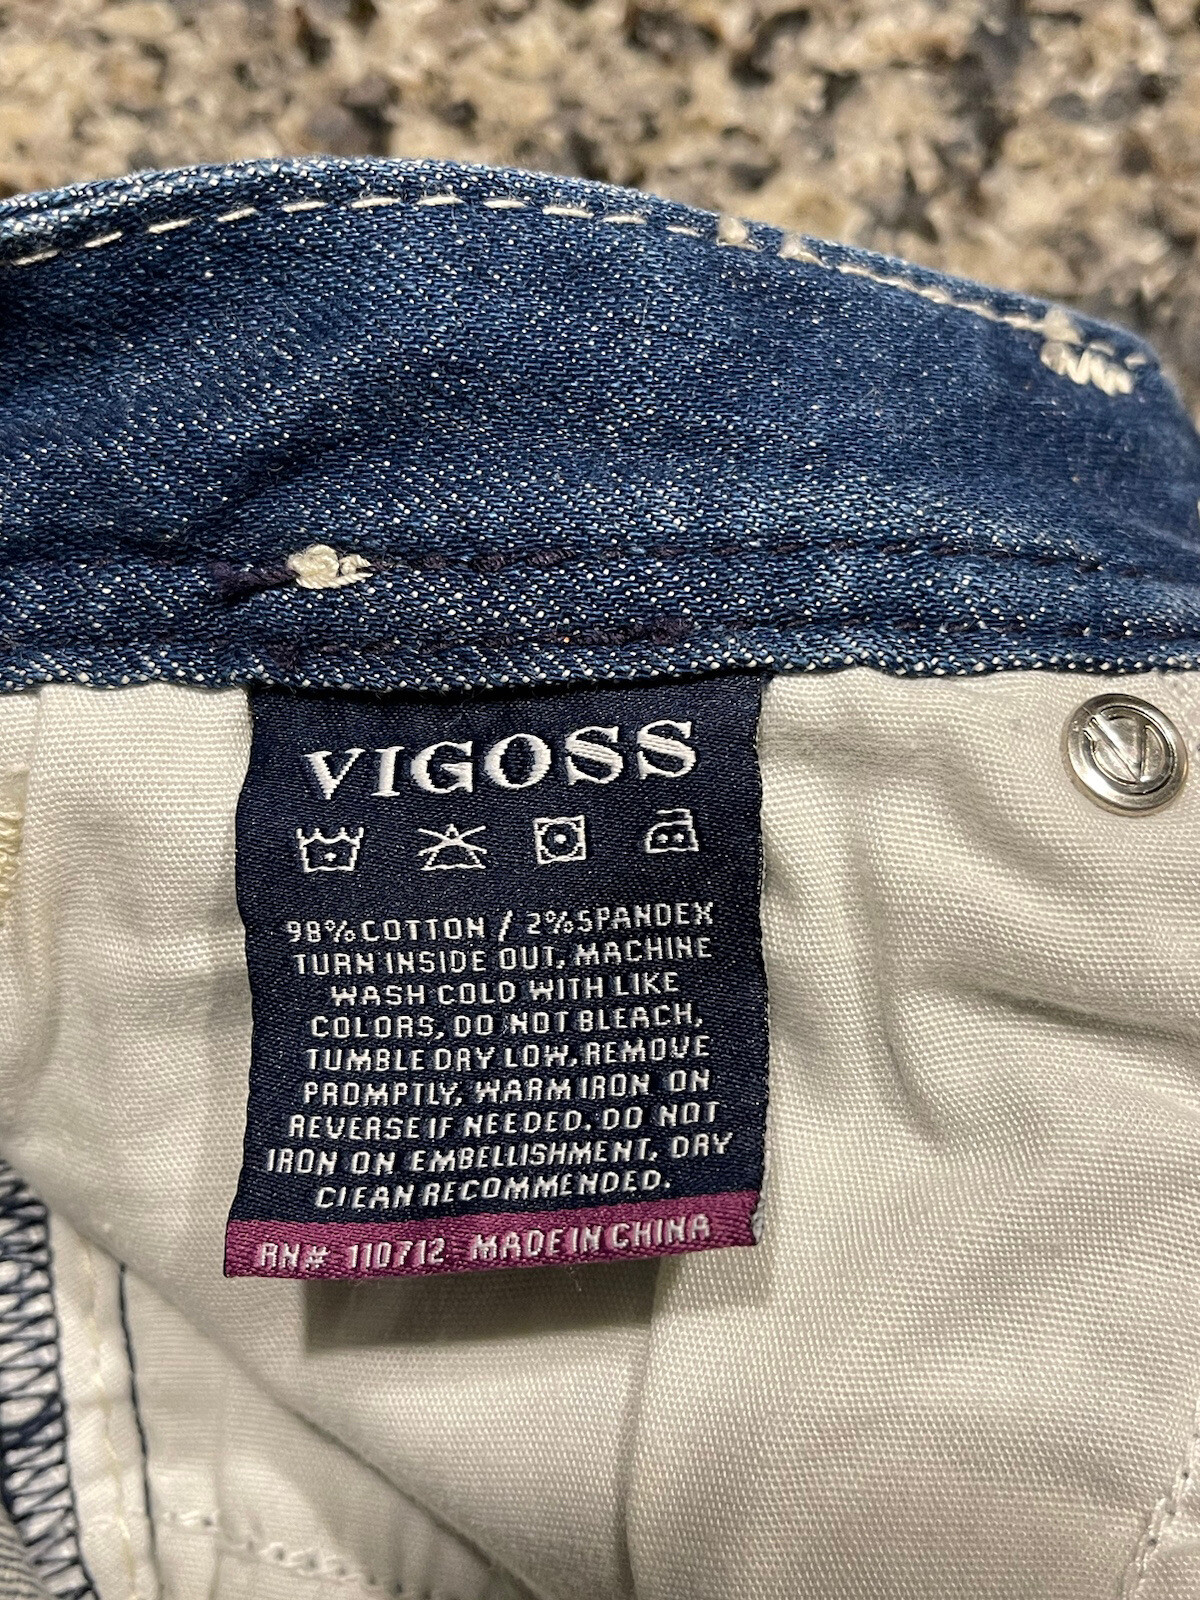 VIGOSS
98% COTTON / 2% SPANDEX
TURN INSIDE OUT, MACHINE
WASH COLD WITH LIKE
COLORS, DO NOT BLEACH,
TUMBLE DRY LOW, REMOVE
PROMPTLY, WARM IRON ON
REVERSE IF NEEDED. DO NOT
IRON ON EMBELLISHMENT, DRY
CLEAN RECOMMENDED.
RN# 110712 MADE IN CHINA